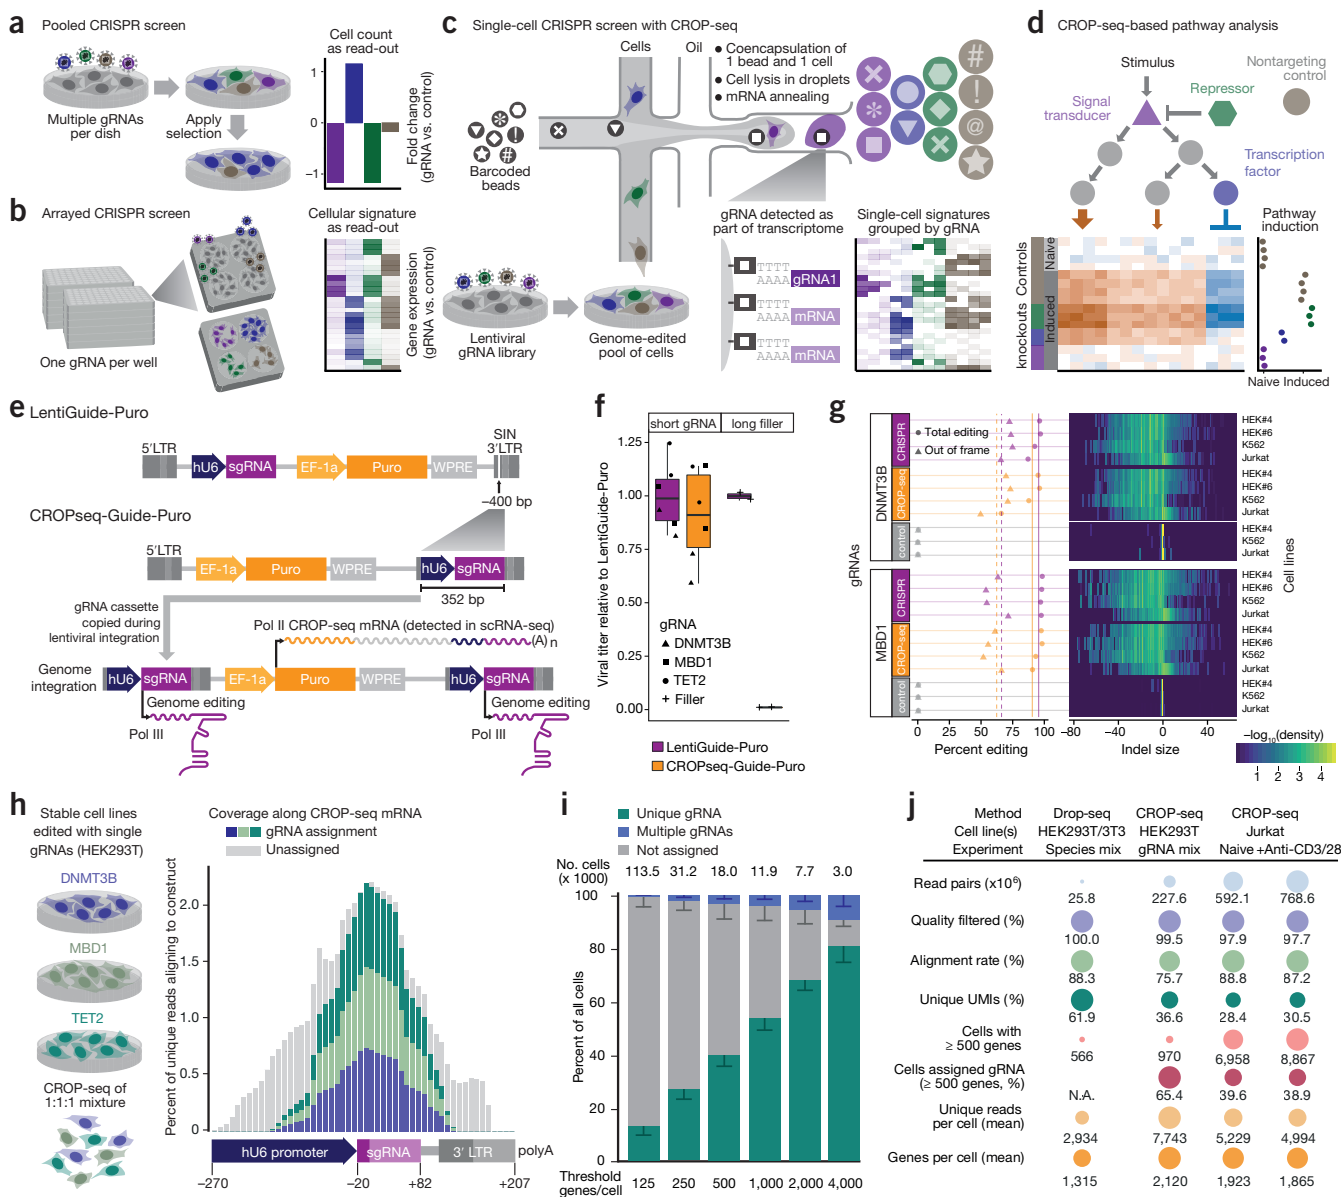 a
Pooled CRISPR screen
Multiple gRNAs
per dish
Apply
selection
Cell count
as read-out
1
0
−1
Fold change
(gRNA vs. control)
b
Arrayed CRISPR screen
One gRNA per well
Cellular signature
as read-out
Gene expression
(gRNA vs. control)
c
Single-cell CRISPR screen with CROP-seq
Cells
Oil
Coencapsulation of
1 bead and 1 cell
Cell lysis in droplets
mRNA annealing
Barcoded
beads
Lentiviral
gRNA library
Genome-edited
pool of cells
gRNA detected as
part of transcriptome
TTTT
AAAA gRNA1
TTTT
AAAA mRNA
TTTT
AAAA mRNA
Single-cell signatures
grouped by gRNA
# ! @
d
CROP-seq-based pathway analysis
Stimulus
Nontargeting
control
Signal
transducer
Repressor
Transcription
factor
Pathway
induction
Controls
knockouts
Naive
Induced
Naive Induced
e
LentiGuide-Puro
5′LTR
hU6
sgRNA
EF-1a
Puro
WPRE
SIN
3′LTR
−400 bp
CROPseq-Guide-Puro
5′LTR
EF-1a
Puro
WPRE
hU6
sgRNA
352 bp
gRNA cassette
copied during
lentiviral integration
Pol II CROP-seq mRNA (detected in scRNA-seq)
(A) n
Genome
integration
hU6
sgRNA
EF-1a
Puro
WPRE
hU6
sgRNA
Genome editing
Pol III
Genome editing
Pol III
f
short gRNA
long filler
Viral titer relative to LentiGuide-Puro
1.25
1.00
0.75
0.50
0.25
0.00
gRNA
DNMT3B
MBD1
TET2
Filler
LentiGuide-Puro
CROPseq-Guide-Puro
g
gRNAs
DNMT3B
MBD1
CRISPR
CROP-seq
control
CRISPR
CROP-seq
control
Total editing
Out of frame
HEK#4
HEK#6
K562
Jurkat
HEK#4
HEK#6
K562
Jurkat
HEK#4
K562
Jurkat
HEK#4
HEK#6
K562
Jurkat
HEK#4
HEK#6
K562
Jurkat
HEK#4
K562
Jurkat
Cell lines
0 25 50 75 100
Percent editing
−80 −40 0 40
Indel size
−log10(density)
1 2 3 4
h
Stable cell lines
edited with single
gRNAs (HEK293T)
DNMT3B
MBD1
TET2
CROP-seq of
1:1:1 mixture
Coverage along CROP-seq mRNA
gRNA assignment
Unassigned
Percent of unique reads aligning to construct
2.0
1.5
1.0
0.5
0
hU6 promoter
sgRNA
3′ LTR
polyA
−270 −20 +82 +207
i
Unique gRNA
Multiple gRNAs
Not assigned
No. cells
(x 1000)
113.5 31.2 18.0 11.9 7.7 3.0
Percent of all cells
100
80
60
40
20
0
Threshold
genes/cell
125 250 500 1,000 2,000 4,000
j
Method Drop-seq CROP-seq CROP-seq
Cell line(s) HEK293T/3T3 HEK293T Jurkat
Experiment Species mix gRNA mix Naive +Anti-CD3/28
Read pairs (x10⁶)
25.8 227.6 592.1 768.6
Quality filtered (%)
100.0 99.5 97.9 97.7
Alignment rate (%)
88.3 75.7 88.8 87.2
Unique UMIs (%)
61.9 36.6 28.4 30.5
Cells with
≥ 500 genes
566 970 6,958 8,867
Cells assigned gRNA
(≥ 500 genes, %)
N.A. 65.4 39.6 38.9
Unique reads
per cell (mean)
2,934 7,743 5,229 4,994
Genes per cell (mean)
1,315 2,120 1,923 1,865